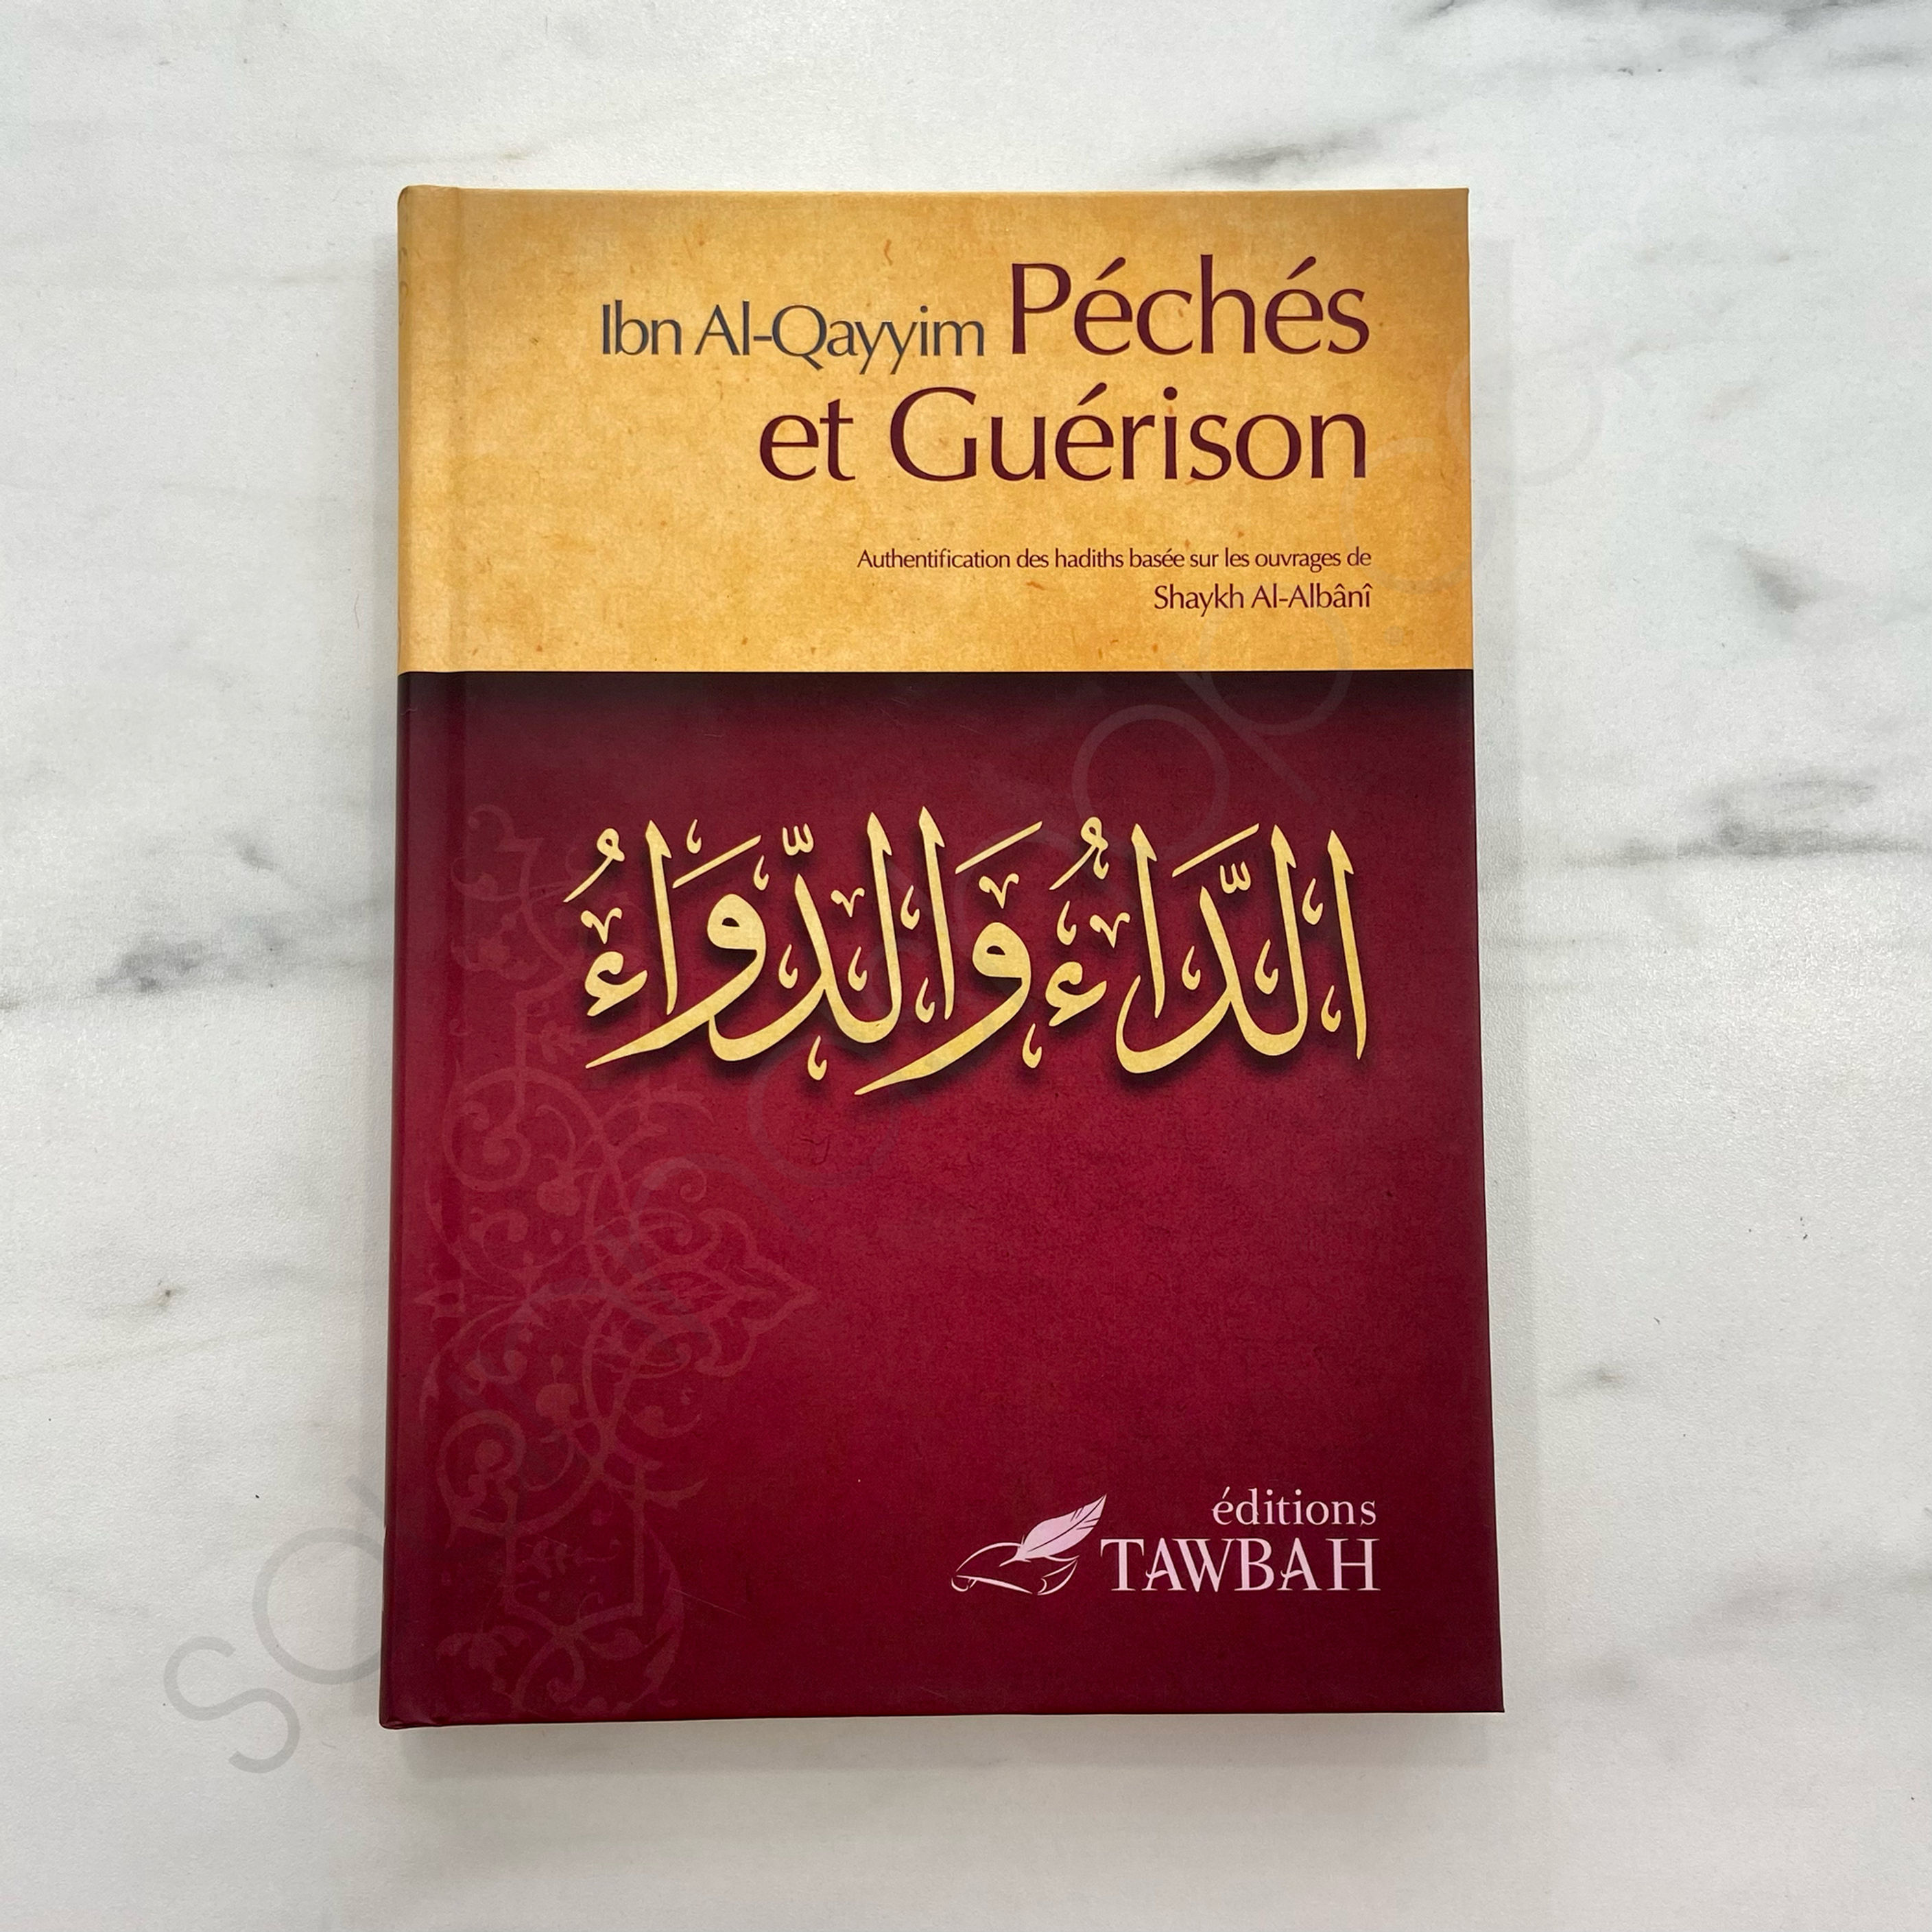 Ibn Al-Qayyim Péchés
et Guérison
Authentification des hadiths basée sur les ouvrages de
Shaykh Al-Albânî
الدَّاءُ وَالدَّوَاءُ
éditions
TAWBAH